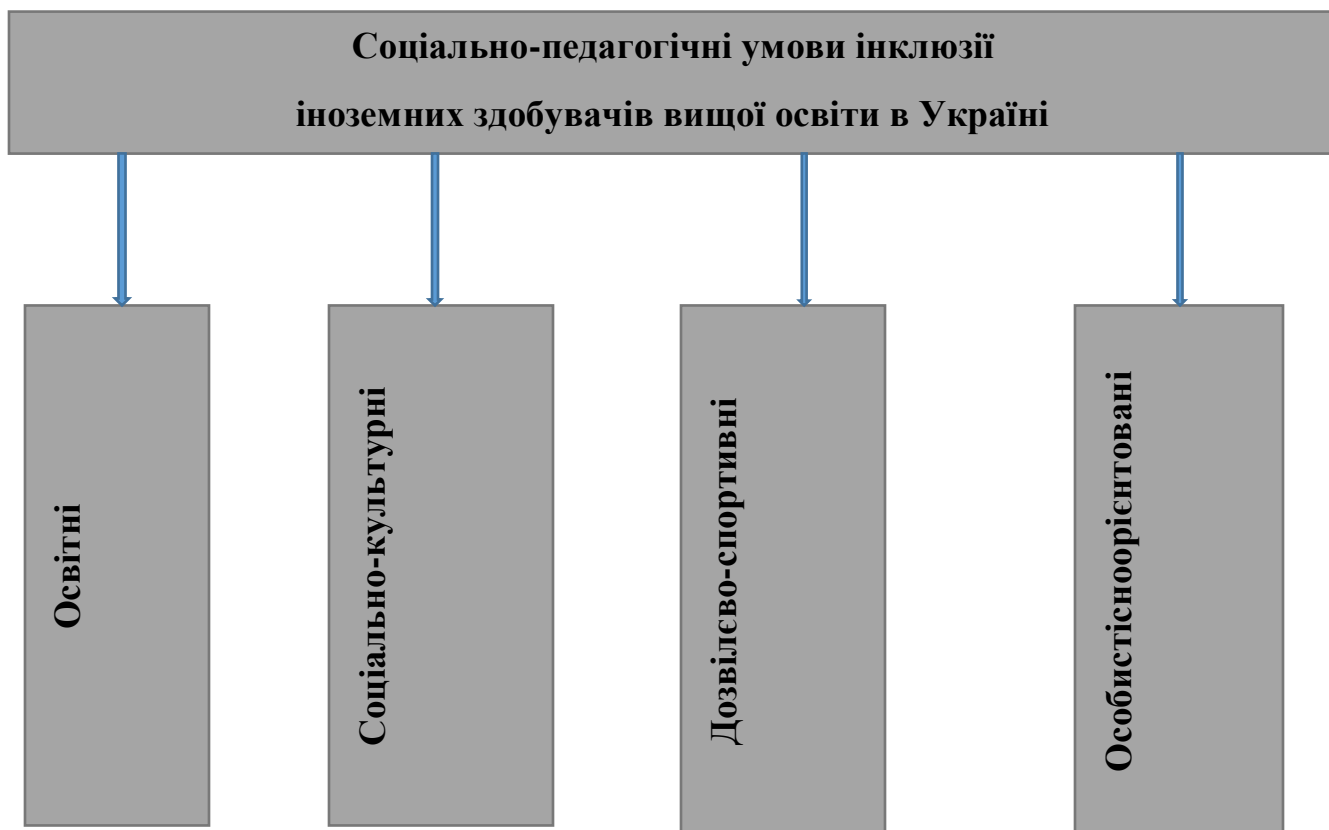 Соціально-педагогічні умови інклюзії
іноземних здобувачів вищої освіти в Україні
Освітні
Соціально-культурні
Дозвілєво-спортивні
Особистісноорієнтовані